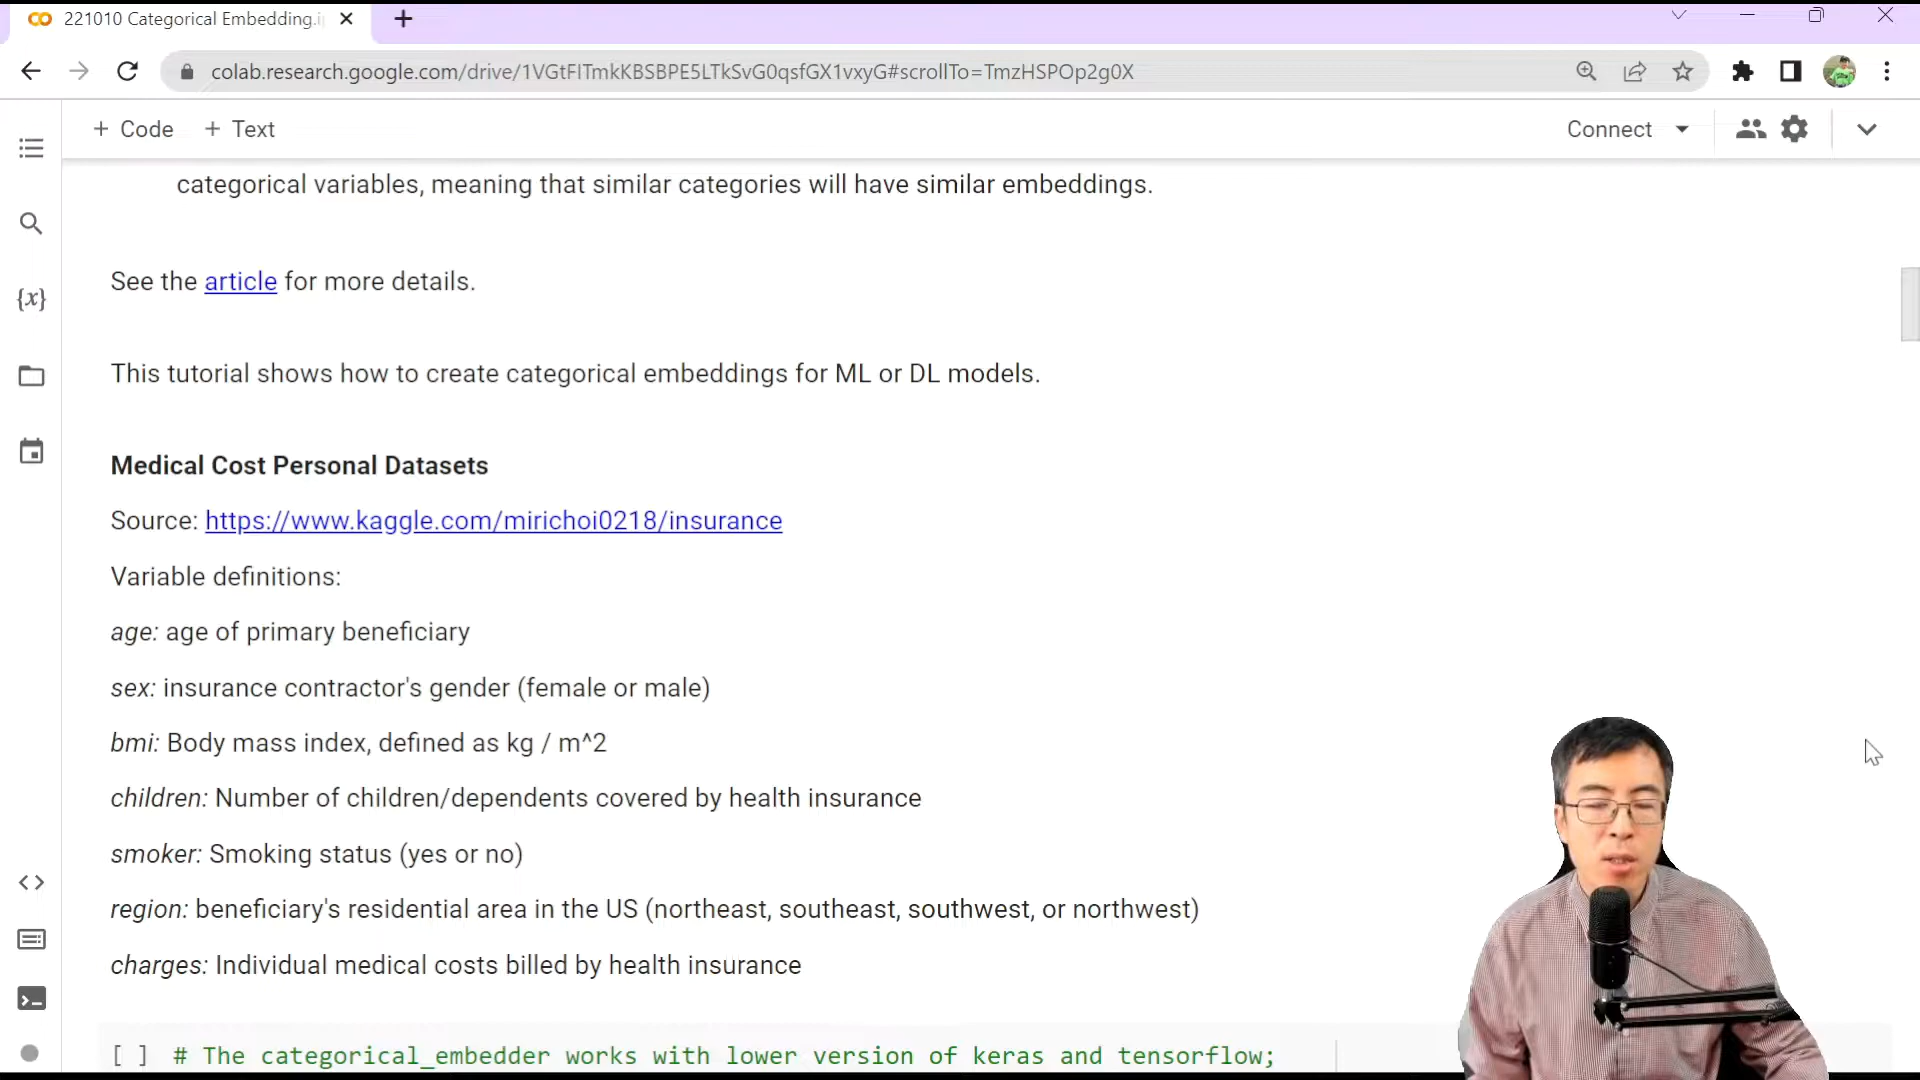 221010 Categorical Embedding.i
colab.research.google.com/drive/1VGtFITmkKBSBPE5LTkSvG0qsfGX1vxyG#scrollTo=TmzHSPOp2g0X
+ Code + Text Connect
categorical variables, meaning that similar categories will have similar embeddings.
See the article for more details.
{x}
This tutorial shows how to create categorical embeddings for ML or DL models.
Medical Cost Personal Datasets
Source: https://www.kaggle.com/mirichoi0218/insurance
Variable definitions:
age: age of primary beneficiary
sex: insurance contractor's gender (female or male)
bmi: Body mass index, defined as kg / m^2
children: Number of children/dependents covered by health insurance
smoker: Smoking status (yes or no)
region: beneficiary's residential area in the US (northeast, southeast, southwest, or northwest)
charges: Individual medical costs billed by health insurance
[ ] # The categorical_embedder works with lower version of keras and tensorflow;